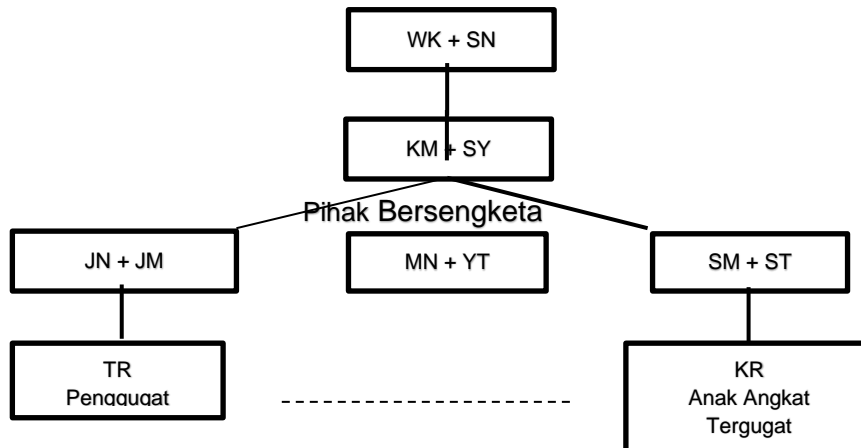 WK + SN
KM + SY
Pihak Bersengketa
JN + JM
MN + YT
SM + ST
TR
Penggugat
KR
Anak Angkat
Tergugat